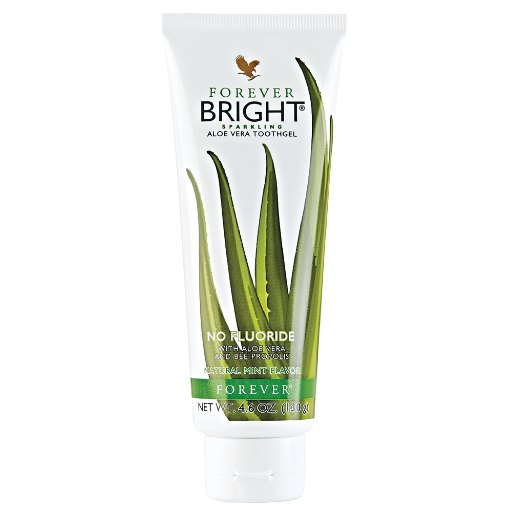 FOREVER
BRIGHT®
SPARKLING
ALOE VERA TOOTHGEL
NO FLUORIDE
WITH ALOE VERA
AND BEE PROPOLIS
NATURAL MINT FLAVOR
FOREVER®
NET WT. 4.6 OZ. (130 g)